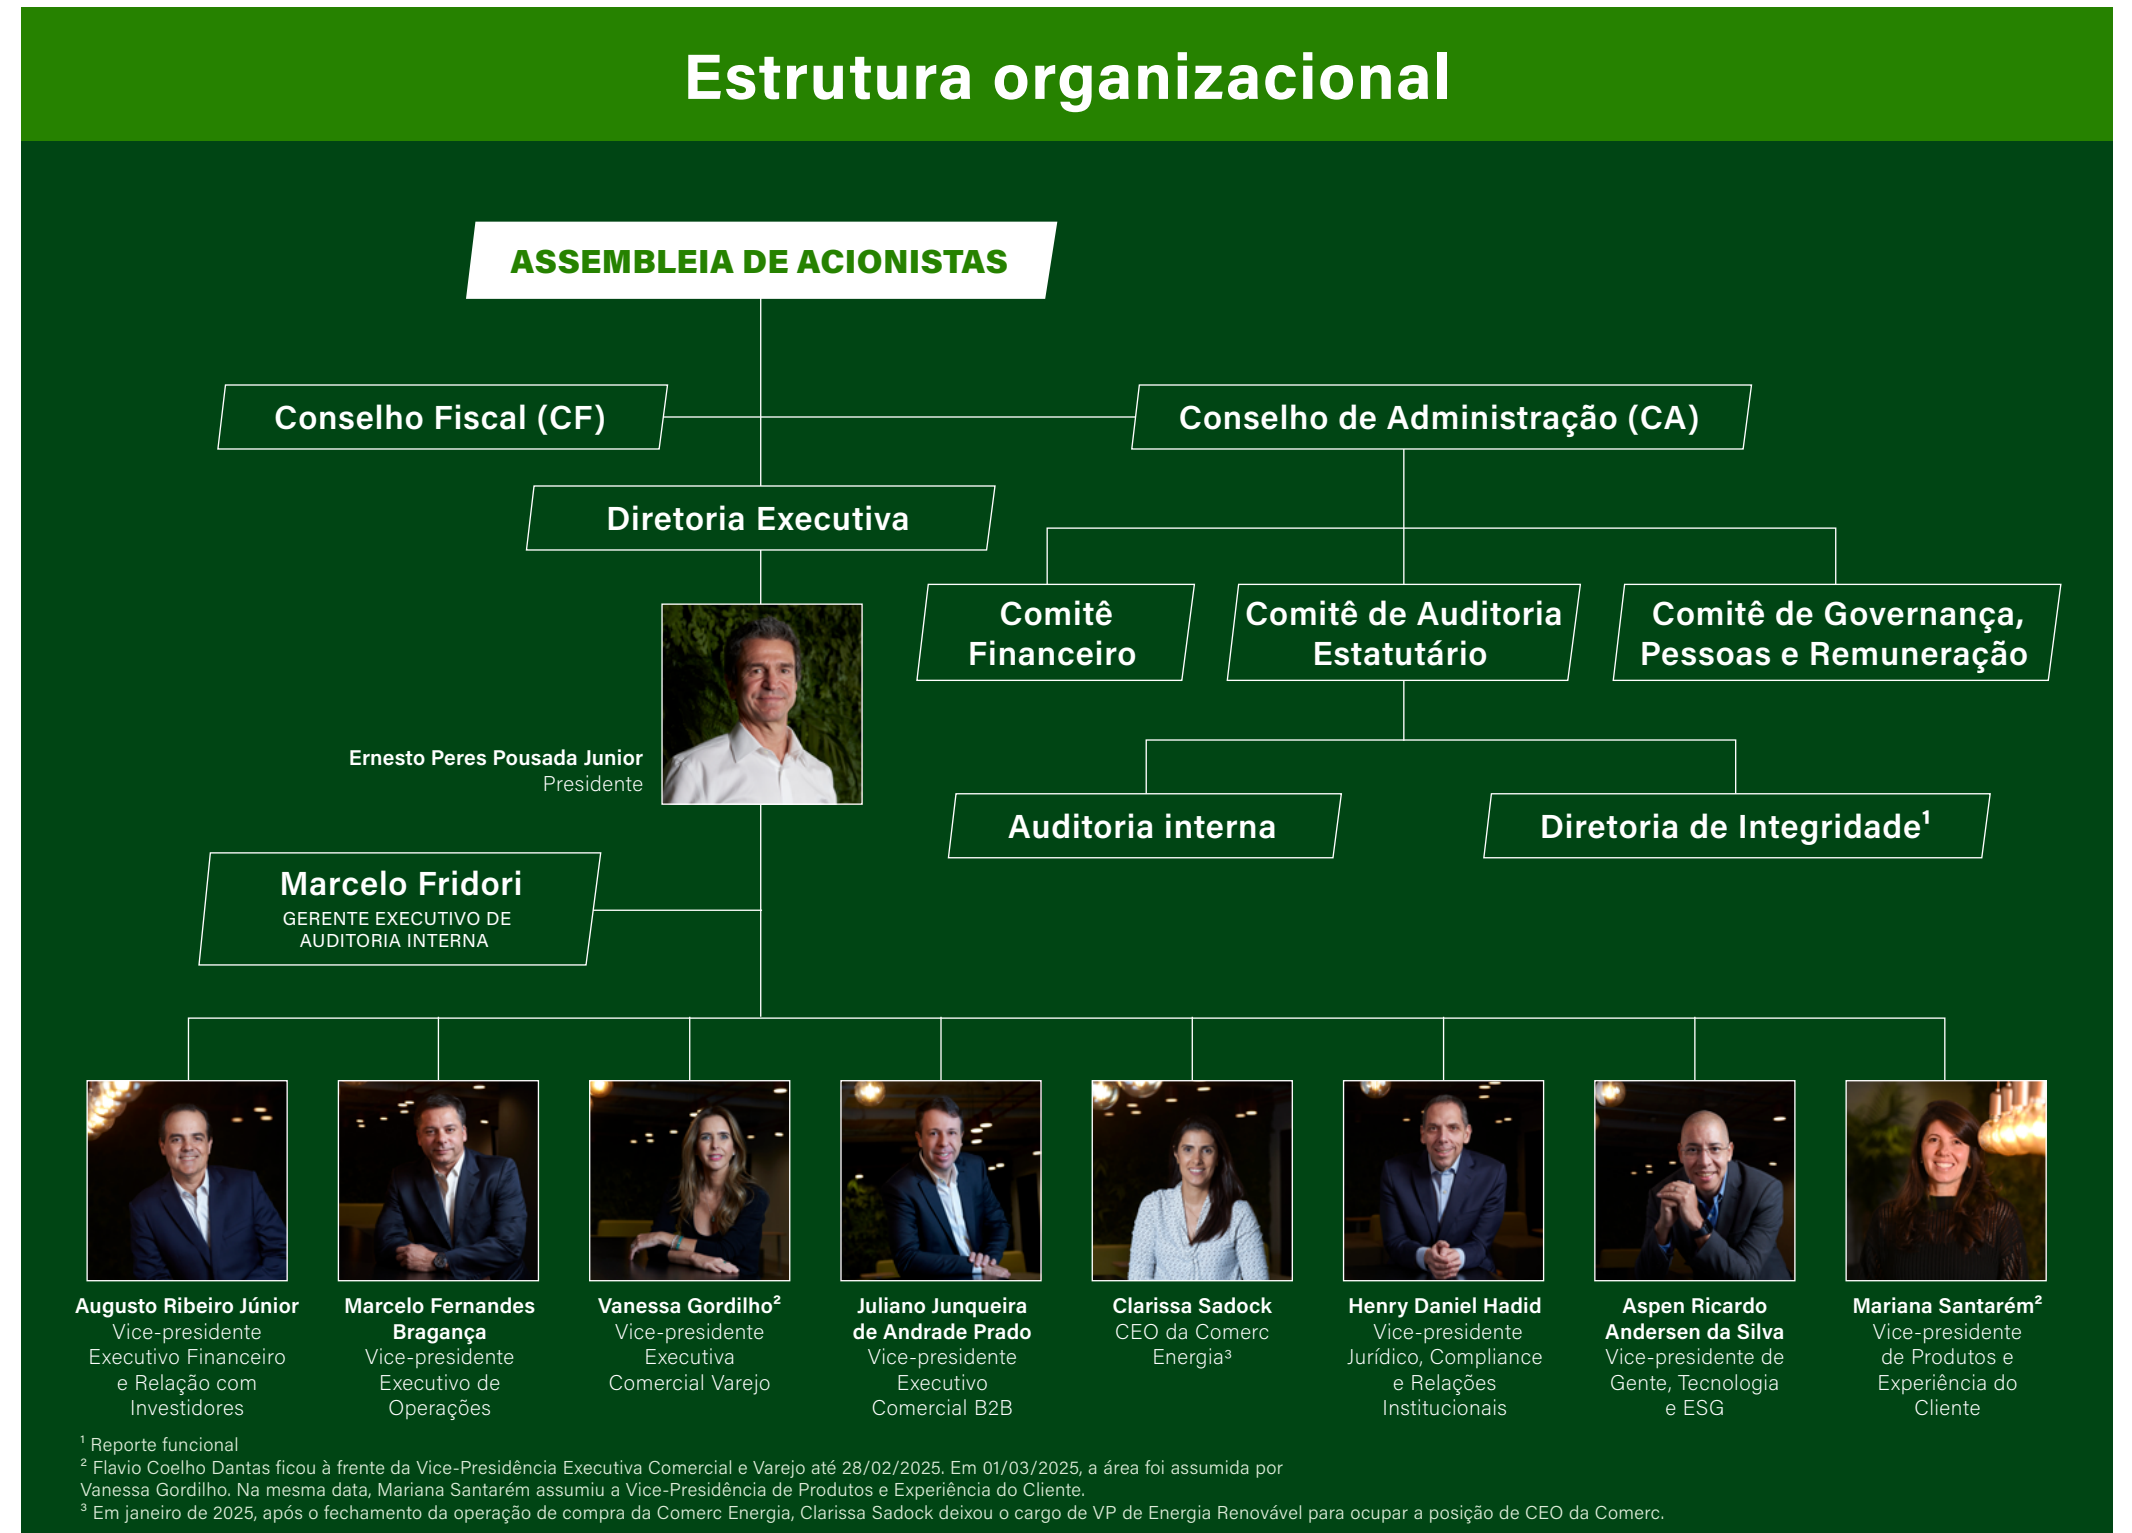 Estrutura organizacional
ASSEMBLEIA DE ACIONISTAS
Conselho Fiscal (CF)
Conselho de Administração (CA)
Diretoria Executiva
Comitê
Financeiro
Comitê de Auditoria
Estatutário
Comitê de Governança,
Pessoas e Remuneração
Ernesto Peres Pousada Junior
Presidente
Auditoria interna
Diretoria de Integridade¹
Marcelo Fridori
GERENTE EXECUTIVO DE
AUDITORIA INTERNA
Augusto Ribeiro Júnior
Vice-presidente
Executivo Financeiro
e Relação com
Investidores
Marcelo Fernandes
Bragança
Vice-presidente
Executivo de
Operações
Vanessa Gordilho²
Vice-presidente
Executiva
Comercial Varejo
Juliano Junqueira
de Andrade Prado
Vice-presidente
Executivo
Comercial B2B
Clarissa Sadock
CEO da Comerc
Energia³
Henry Daniel Hadid
Vice-presidente
Jurídico, Compliance
e Relações
Institucionais
Aspen Ricardo
Andersen da Silva
Vice-presidente de
Gente, Tecnologia
e ESG
Mariana Santarém²
Vice-presidente
de Produtos e
Experiência do
Cliente
¹ Reporte funcional
² Flavio Coelho Dantas ficou à frente da Vice-Presidência Executiva Comercial e Varejo até 28/02/2025. Em 01/03/2025, a área foi assumida por
Vanessa Gordilho. Na mesma data, Mariana Santarém assumiu a Vice-Presidência de Produtos e Experiência do Cliente.
³ Em janeiro de 2025, após o fechamento da operação de compra da Comerc Energia, Clarissa Sadock deixou o cargo de VP de Energia Renovável para ocupar a posição de CEO da Comerc.